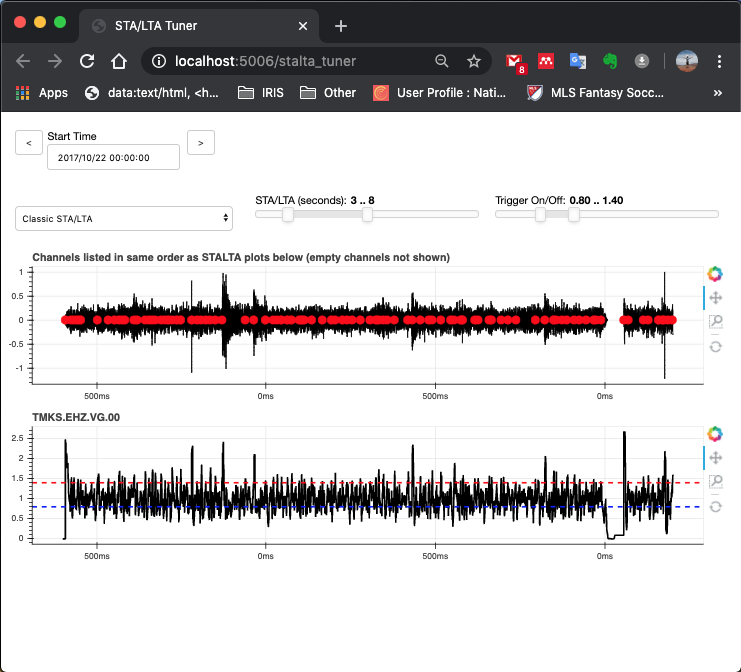 STA/LTA Tuner
localhost:5006/stalta_tuner
8
Apps data:text/html, <h... IRIS Other User Profile : Nati... MLS Fantasy Socc... »
< Start Time >
2017/10/22 00:00:00
STA/LTA (seconds): 3 .. 8 Trigger On/Off: 0.80 .. 1.40
Classic STA/LTA
Channels listed in same order as STALTA plots below (empty channels not shown)
1
0.5
0
-0.5
-1
500ms 0ms 500ms 0ms
TMKS.EHZ.VG.00
2.5
2
1.5
1
0.5
0
500ms 0ms 500ms 0ms